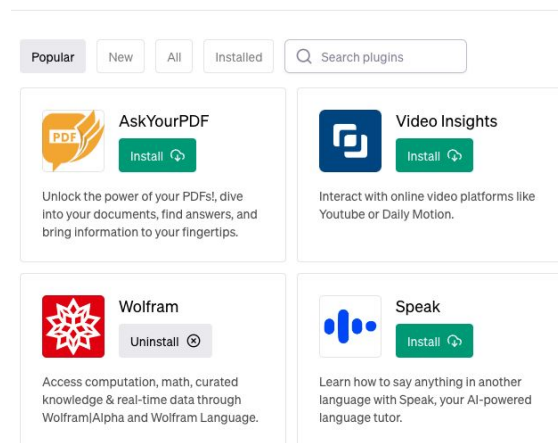 Popular New All Installed Search plugins
AskYourPDF
PDF
Install
Unlock the power of your PDFs!, dive
into your documents, find answers, and
bring information to your fingertips.
Video Insights
Install
Interact with online video platforms like
Youtube or Daily Motion.
Wolfram
Uninstall
Access computation, math, curated
knowledge & real-time data through
Wolfram|Alpha and Wolfram Language.
Speak
Install
Learn how to say anything in another
language with Speak, your AI-powered
language tutor.